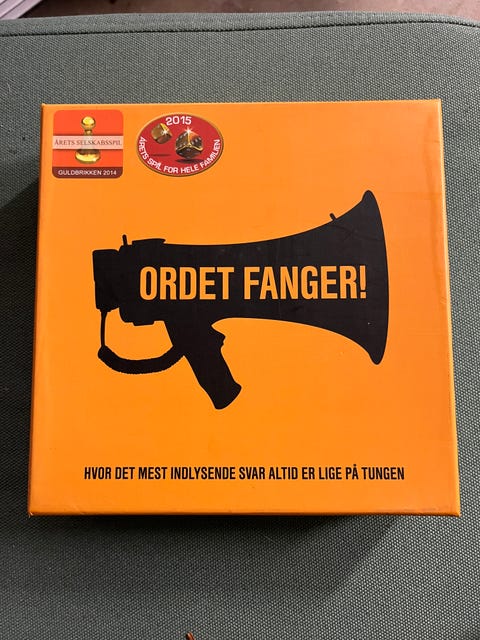 ÅRETS SELSKABSSPIL
GULDBRIKKEN 2014
2015
ÅRETS SPIL FOR HELE FAMILIEN
ORDET FANGER!
HVOR DET MEST INDLYSENDE SVAR ALTID ER LIGE PÅ TUNGEN